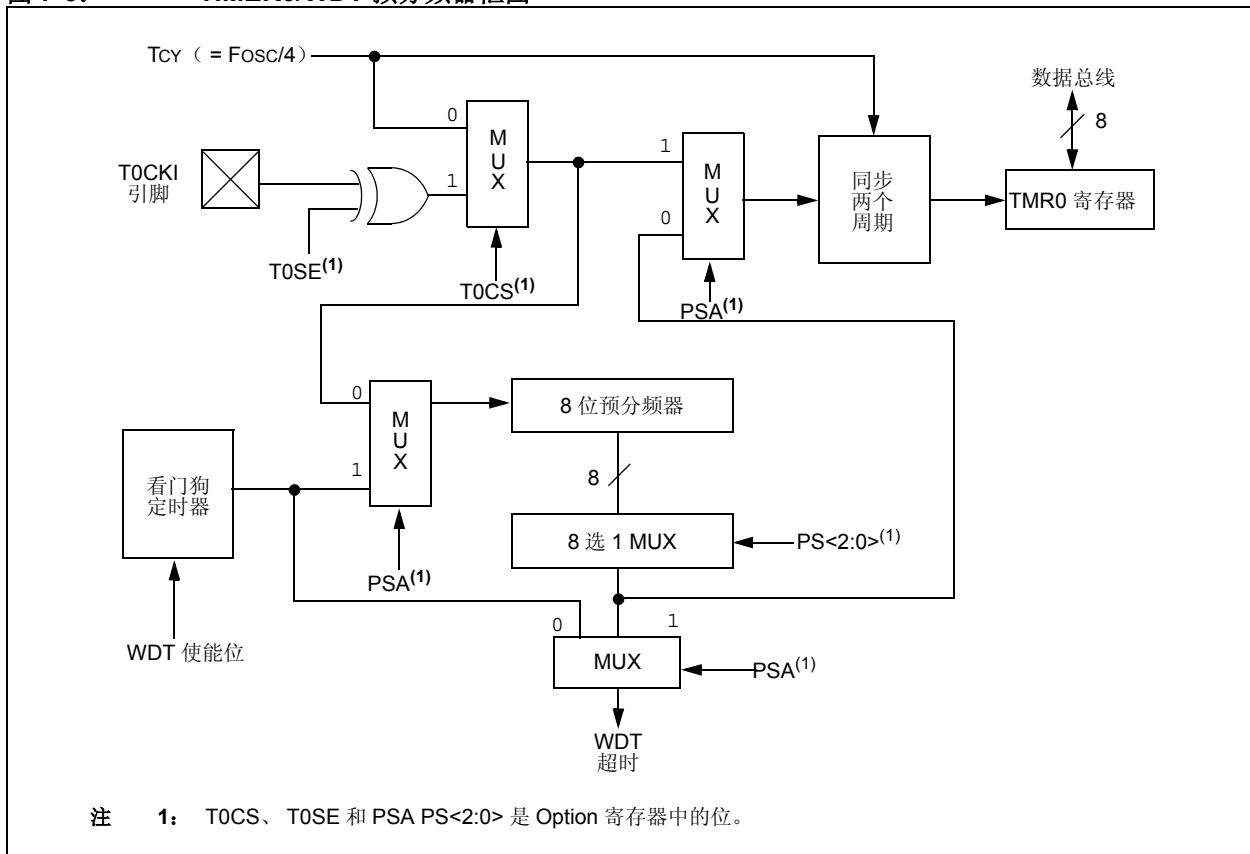 TCY （ = FOSC/4）
数据总线
8
T0CKI
引脚
0
1
MUX
T0SE(1)
T0CS(1)
1
0
MUX
PSA(1)
同步
两个
周期
TMR0 寄存器
0
1
MUX
PSA(1)
8 位预分频器
8
8 选 1 MUX
PS<2:0>(1)
看门狗
定时器
WDT 使能位
0
1
MUX
PSA(1)
WDT
超时
注 1： T0CS、 T0SE 和 PSA PS<2:0> 是 Option 寄存器中的位。